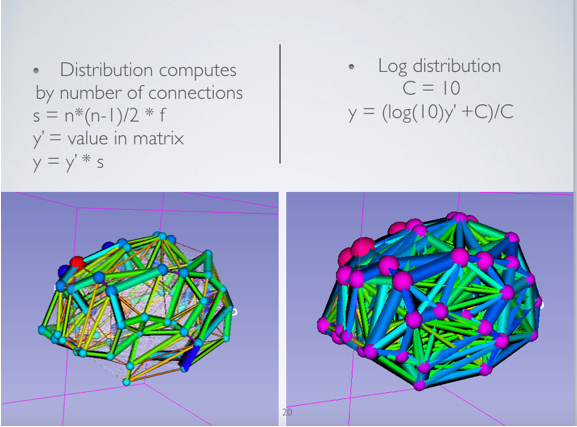 • Distribution computes
by number of connections
s = n*(n-1)/2 * f
y' = value in matrix
y = y' * s
• Log distribution
C = 10
y = (log(10)y' +C)/C
20